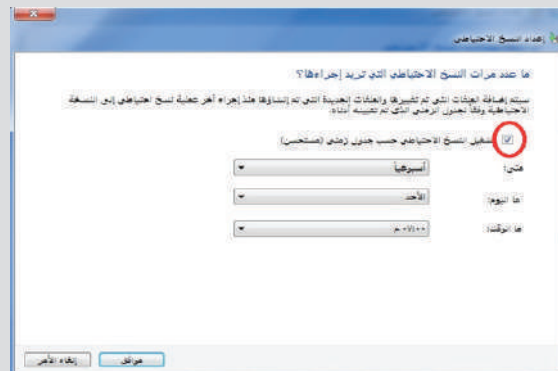 إعداد النسخ الاحتياطي
ما عدد مرات النسخ الاحتياطي التي تريد إجراءها؟
سيتم إضافة الملفات التي تم تغييرها والملفات الجديدة التي تم إنشاؤها منذ إجراء آخر عملية نسخ احتياطي إلى النسخة
الاحتياطية وفقاً لجدول الزمني الذي تم تعيينه أدناه.
تشغيل النسخ الاحتياطي حسب جدول زمني (مستحسن)
متى: أسبوعياً
ما اليوم: الأحد
ما الوقت: ٠٧:٠٠ م
موافق إلغاء الأمر